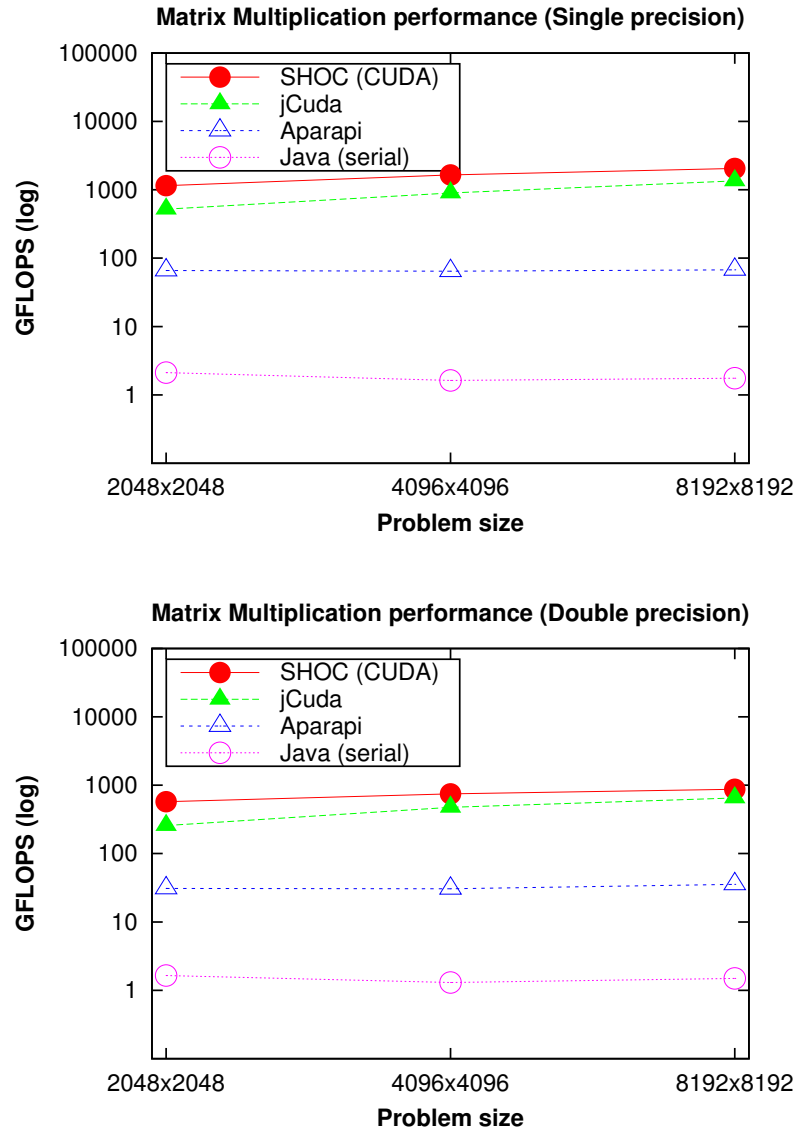 Matrix Multiplication performance (Single precision)
100000
10000
1000
100
10
1
GFLOPS (log)
SHOC (CUDA)
jCuda
Aparapi
Java (serial)
2048x2048
4096x4096
8192x8192
Problem size
Matrix Multiplication performance (Double precision)
100000
10000
1000
100
10
1
GFLOPS (log)
SHOC (CUDA)
jCuda
Aparapi
Java (serial)
2048x2048
4096x4096
8192x8192
Problem size